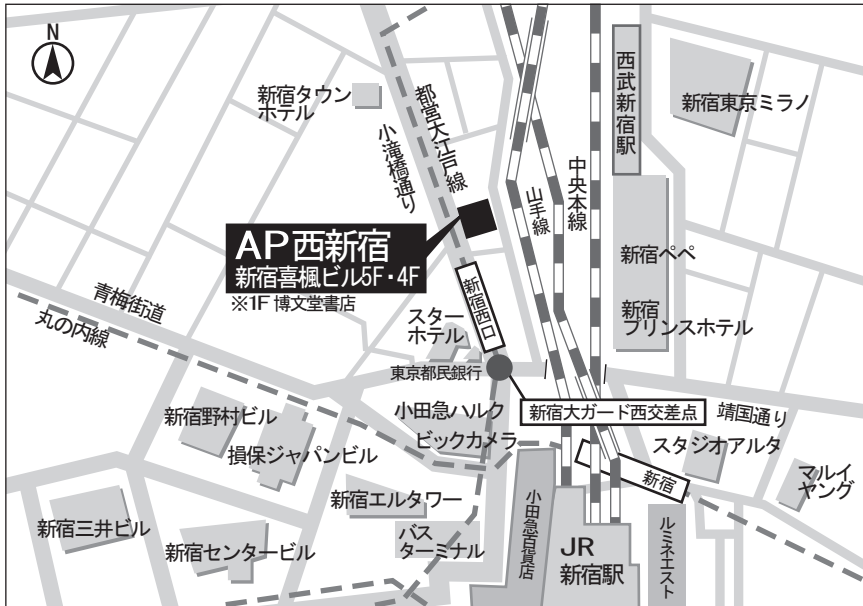 N
新宿タウン
ホテル
都営大江戸線
小滝橋通り
西武新宿駅
新宿東京ミラノ
中央本線
山手線
AP西新宿
新宿喜楓ビル5F・4F
※1F 博文堂書店
新宿ペペ
新宿
プリンスホテル
新宿西口
青梅街道
丸の内線
スター
ホテル
東京都民銀行
新宿大ガード西交差点
靖国通り
新宿野村ビル
小田急ハルク
ビックカメラ
スタジオアルタ
損保ジャパンビル
マルイ
ヤング
新宿
新宿エルタワー
新宿三井ビル
新宿センタービル
バス
ターミナル
小田急百貨店
JR
新宿駅
ルミネエスト